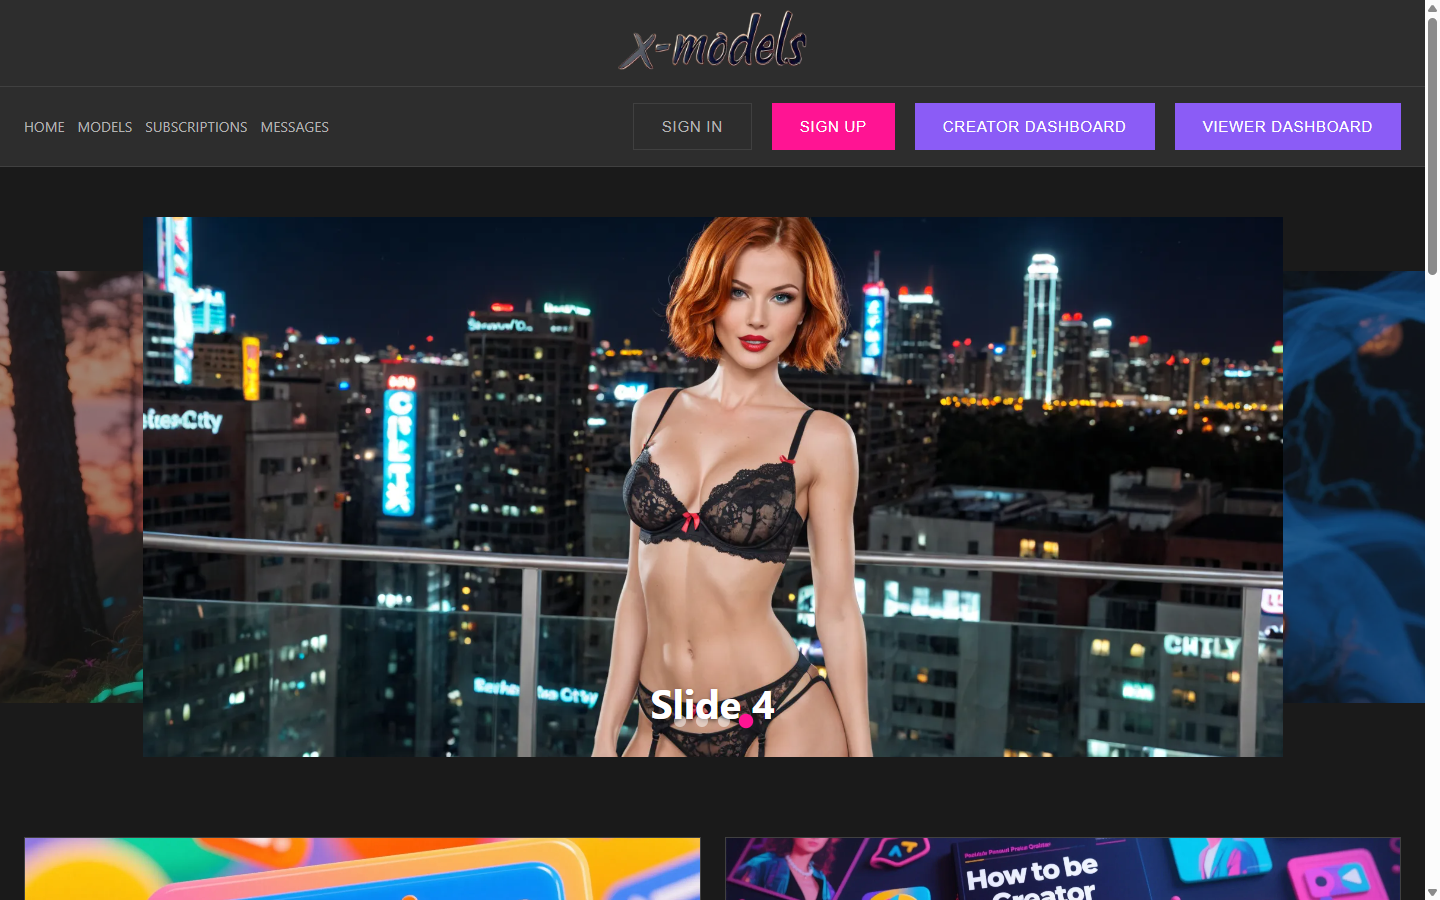 x-models
HOME MODELS SUBSCRIPTIONS MESSAGES
SIGN IN
SIGN UP
CREATOR DASHBOARD
VIEWER DASHBOARD
Slide 4
How to be
Creator